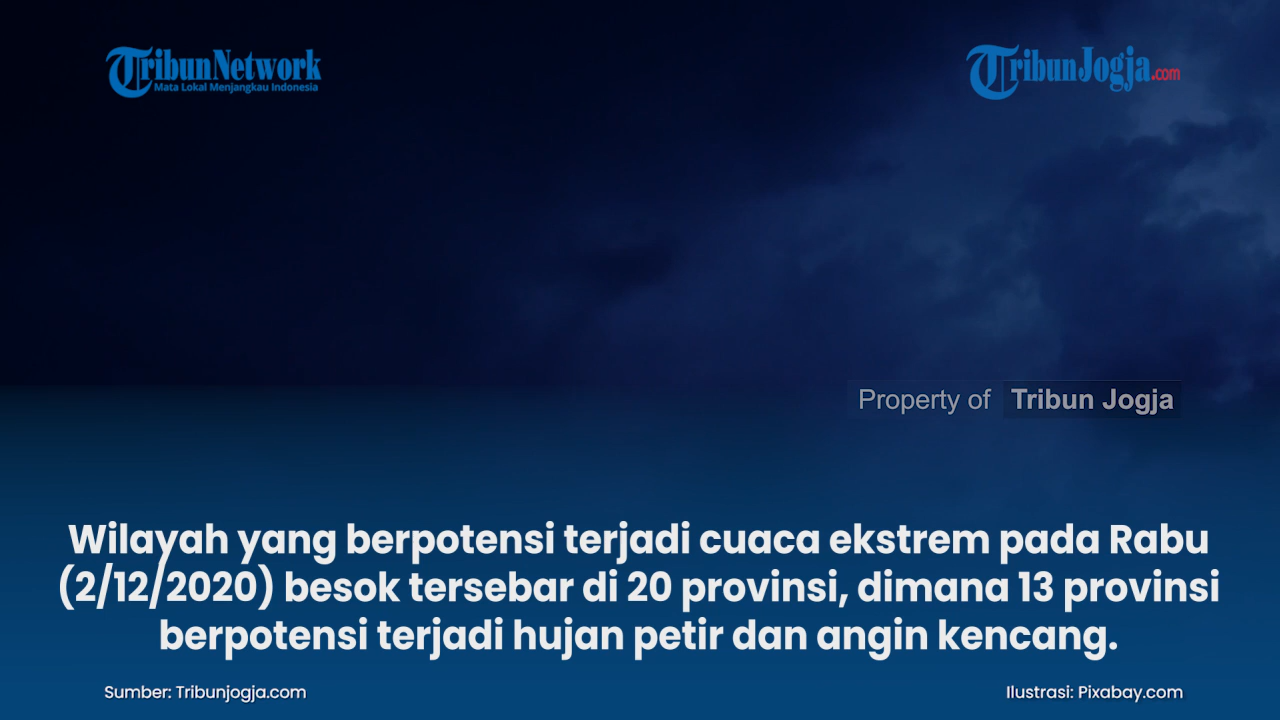 TribunNetwork
Mata Lokal Menjangkau Indonesia
TribunJogja.com
Property of Tribun Jogja
Wilayah yang berpotensi terjadi cuaca ekstrem pada Rabu
(2/12/2020) besok tersebar di 20 provinsi, dimana 13 provinsi
berpotensi terjadi hujan petir dan angin kencang.
Sumber: Tribunjogja.com
Ilustrasi: Pixabay.com